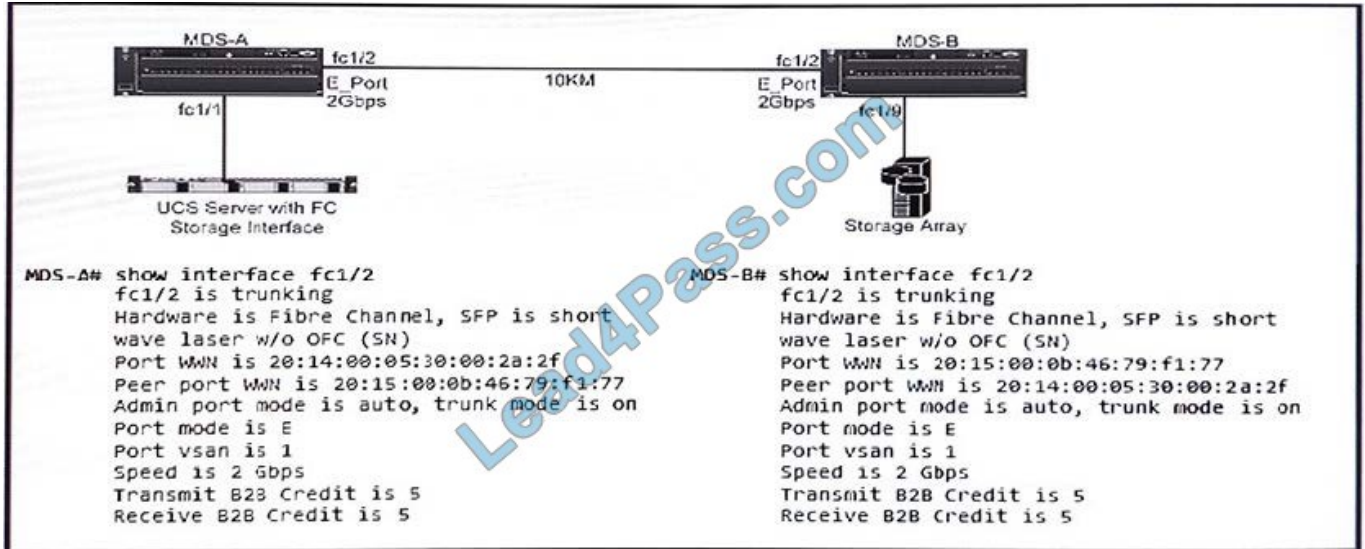 MDS-A
MDS-B
fc1/2
fc1/2
E_Port
10KM
E_Port
2Gbps
2Gbps
fc1/1
fc1/9
UCS Server with FC
Storage Interface
Storage Array
Lead4Pass.com
MDS-A# show interface fc1/2
fc1/2 is trunking
Hardware is Fibre Channel, SFP is short
wave laser w/o OFC (SN)
Port WWN is 20:14:00:05:30:00:2a:2f
Peer port WWN is 20:15:00:0b:46:79:f1:77
Admin port mode is auto, trunk mode is on
Port mode is E
Port vsan is 1
Speed is 2 Gbps
Transmit B2B Credit is 5
Receive B2B Credit is 5
MDS-B# show interface fc1/2
fc1/2 is trunking
Hardware is Fibre Channel, SFP is short
wave laser w/o OFC (SN)
Port WWN is 20:15:00:0b:46:79:f1:77
Peer port WWN is 20:14:00:05:30:00:2a:2f
Admin port mode is auto, trunk mode is on
Port mode is E
Port vsan is 1
Speed is 2 Gbps
Transmit B2B Credit is 5
Receive B2B Credit is 5